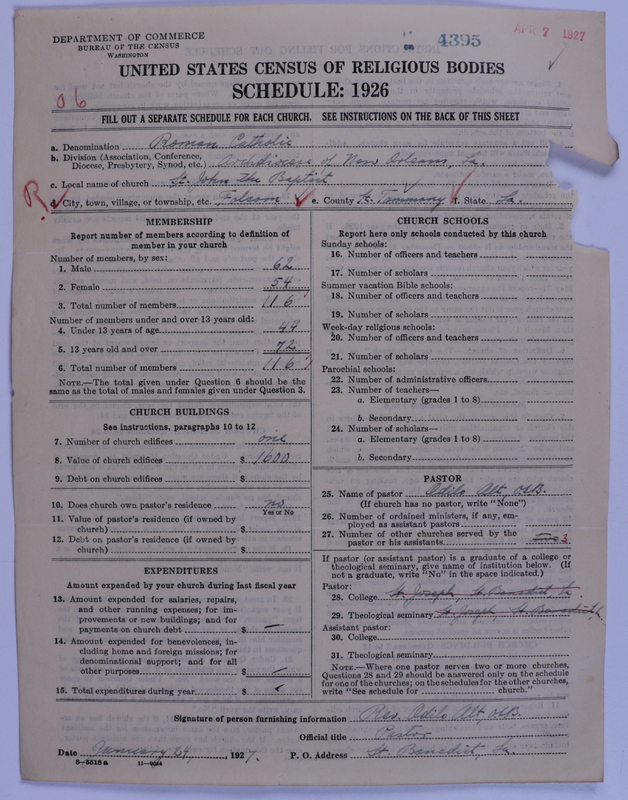 DEPARTMENT OF COMMERCE
BUREAU OF THE CENSUS
WASHINGTON
4395
APR 7 1927
UNITED STATES CENSUS OF RELIGIOUS BODIES
SCHEDULE: 1926
06
FILL OUT A SEPARATE SCHEDULE FOR EACH CHURCH. SEE INSTRUCTIONS ON THE BACK OF THIS SHEET
a. Denomination Roman Catholic
b. Division (Association, Conference,
Diocese, Presbytery, Synod, etc.) Archdiocese of New Orleans, La.
c. Local name of church St. John the Baptist
R
d. City, town, village, or township, etc. Folsom e. County St. Tammany f. State La.
MEMBERSHIP
Report number of members according to definition of
member in your church
Number of members, by sex:
1. Male 62
2. Female 54
3. Total number of members 116
Number of members under and over 13 years old:
4. Under 13 years of age 44
5. 13 years old and over 72
6. Total number of members 116
NOTE.—The total given under Question 6 should be
same as the total of males and females given under Question 3.
CHURCH BUILDINGS
See instructions, paragraphs 10 to 12
7. Number of church edifices one
8. Value of church edifices $ 1600
9. Debt on church edifices $
10. Does church own pastor's residence no
Yes or No
11. Value of pastor's residence (if owned by
church) $
12. Debt on pastor's residence (if owned by
church) $
EXPENDITURES
Amount expended by your church during last fiscal year
13. Amount expended for salaries, repairs,
and other running expenses; for im-
provements or new buildings; and for
payments on church debt $ —
14. Amount expended for benevolences, in-
cluding home and foreign missions; for
denominational support; and for all
other purposes $
15. Total expenditures during year $
CHURCH SCHOOLS
Report here only schools conducted by this church
Sunday schools:
16. Number of officers and teachers
17. Number of scholars
Summer vacation Bible schools:
18. Number of officers and teachers
19. Number of scholars
Week-day religious schools:
20. Number of officers and teachers
21. Number of scholars
Parochial schools:
22. Number of administrative officers
23. Number of teachers—
a. Elementary (grades 1 to 8)
b. Secondary
24. Number of scholars—
a. Elementary (grades 1 to 8)
b. Secondary
PASTOR
25. Name of pastor Odilo Alt, O.S.B.
(If church has no pastor, write "None")
26. Number of ordained ministers, if any, em-
ployed as assistant pastors
27. Number of other churches served by the
pastor or his assistants 3
If pastor (or assistant pastor) is a graduate of a college or
theological seminary, give name of institution below. (If
not a graduate, write "No" in the space indicated.)
Pastor:
28. College St. Joseph, St. Benedict La.
29. Theological seminary St. Joseph, St. Benedict
Assistant pastor:
30. College
31. Theological seminary
NOTE.—Where one pastor serves two or more churches,
Questions 28 and 29 should be answered only on the schedule
for one of the churches; on the schedules for the other churches,
write "See schedule for church."
Signature of person furnishing information Rev. Odilo Alt, O.S.B.
Official title Pastor
Date January 24, 1927. P. O. Address St. Benedict, La.
8—5518a 11—9054